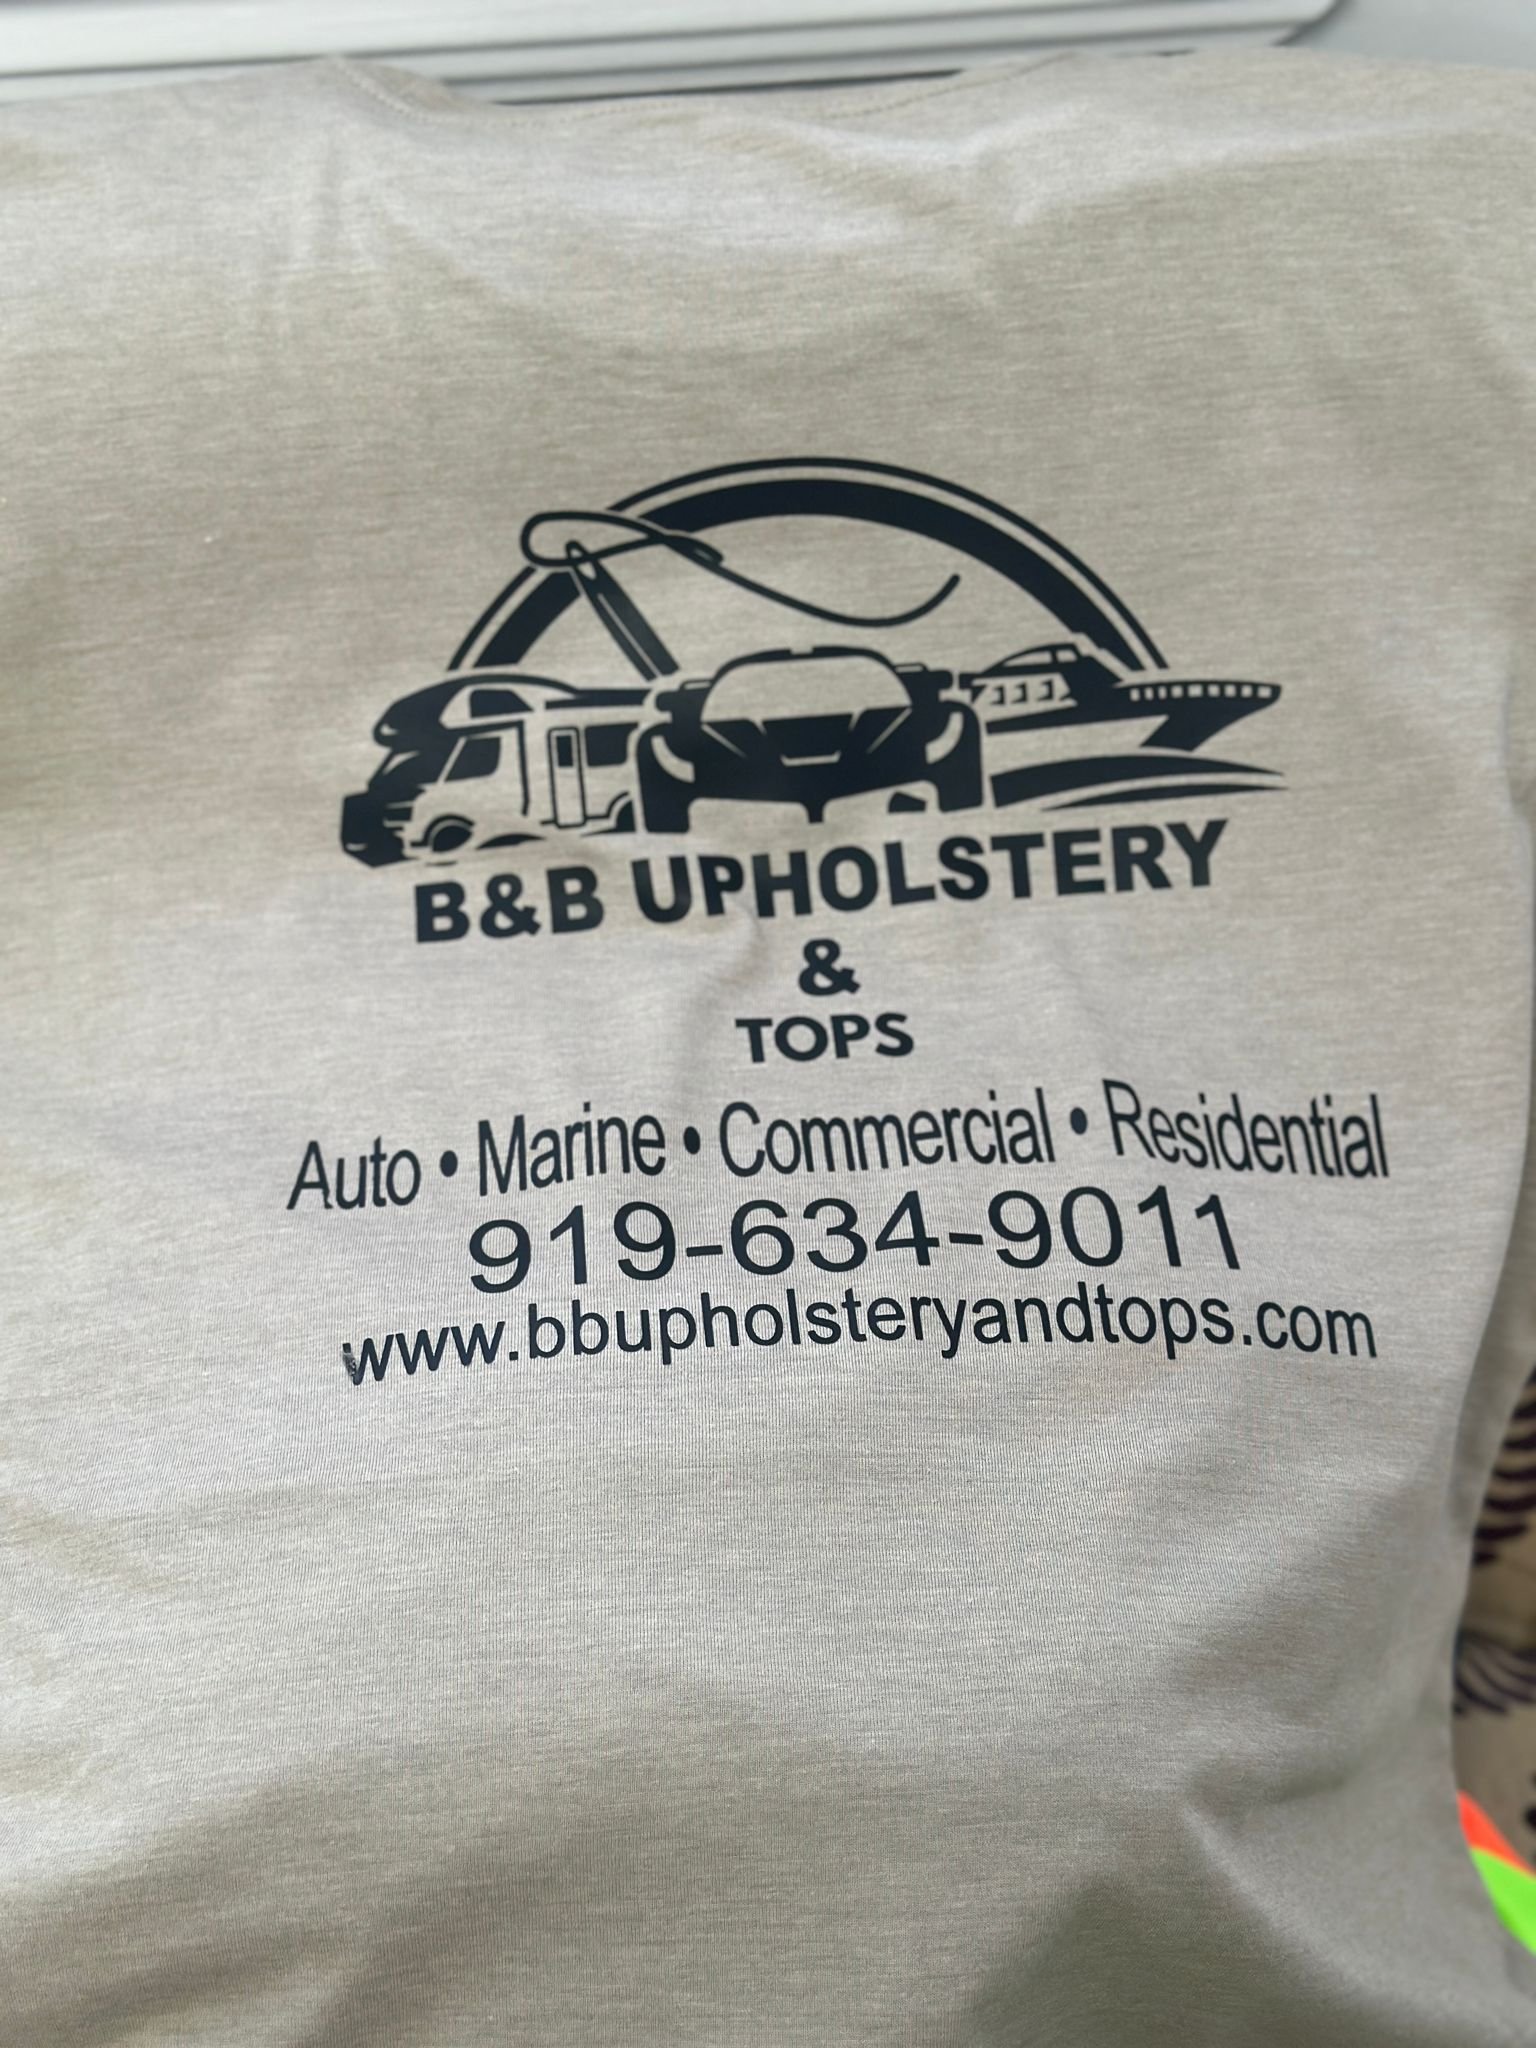 B&B UPHOLSTERY
&
TOPS
Auto • Marine • Commercial • Residential
919-634-9011
www.bbupholsteryandtops.com